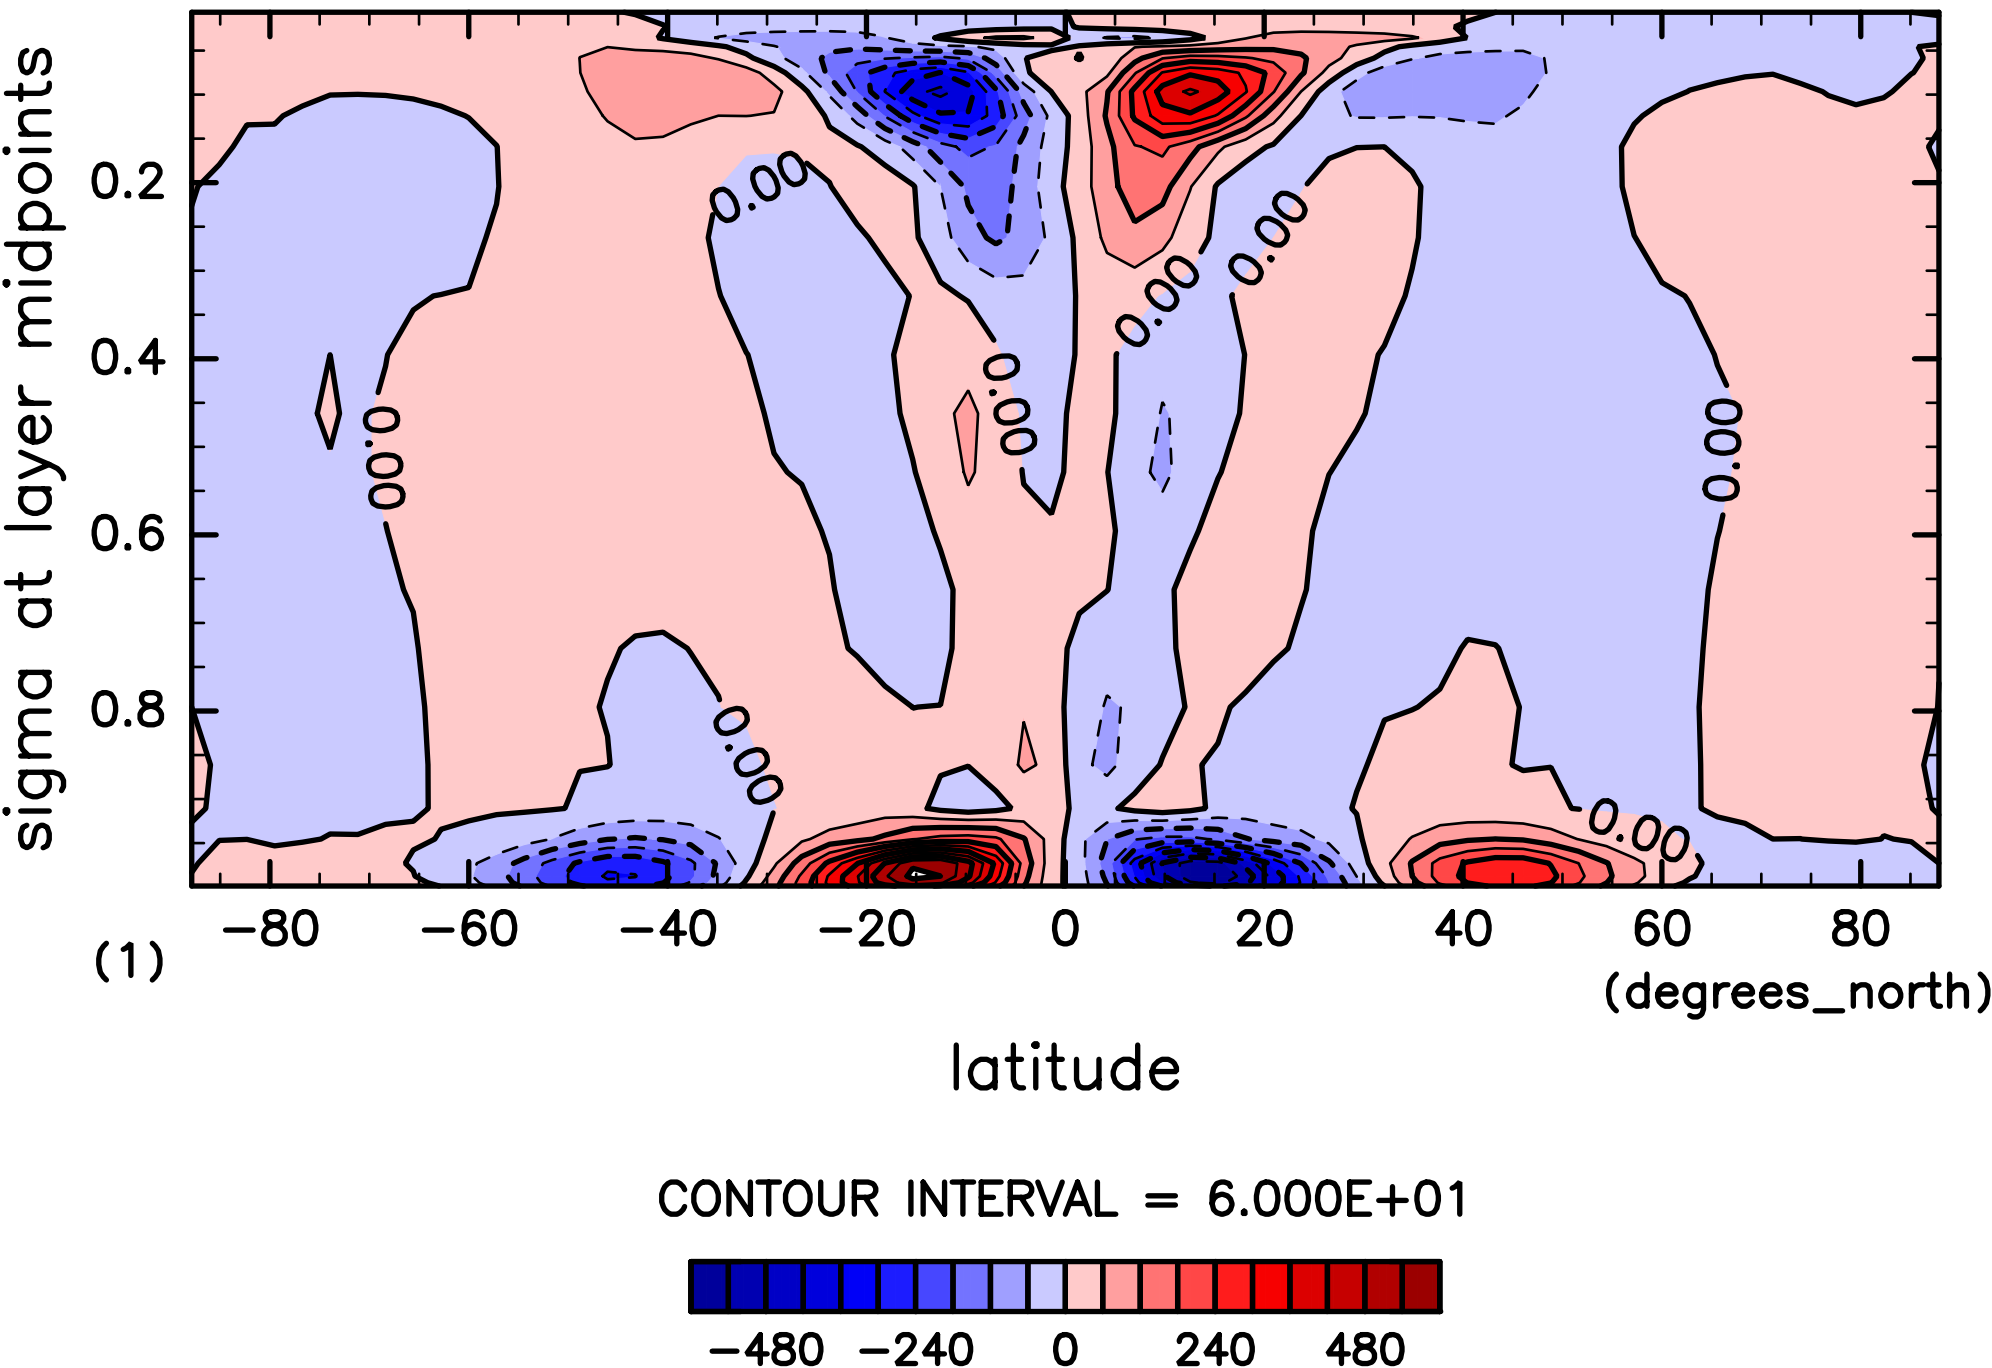 sigma at layer midpoints
0.2
0.4
0.6
0.8
0.00
0.00
0.00
0.00
0.00
0.00
0.00
0.00
−80 −60 −40 −20 0 20 40 60 80
(1)
(degrees_north)
latitude
CONTOUR INTERVAL = 6.000E+01
−480 −240 0 240 480